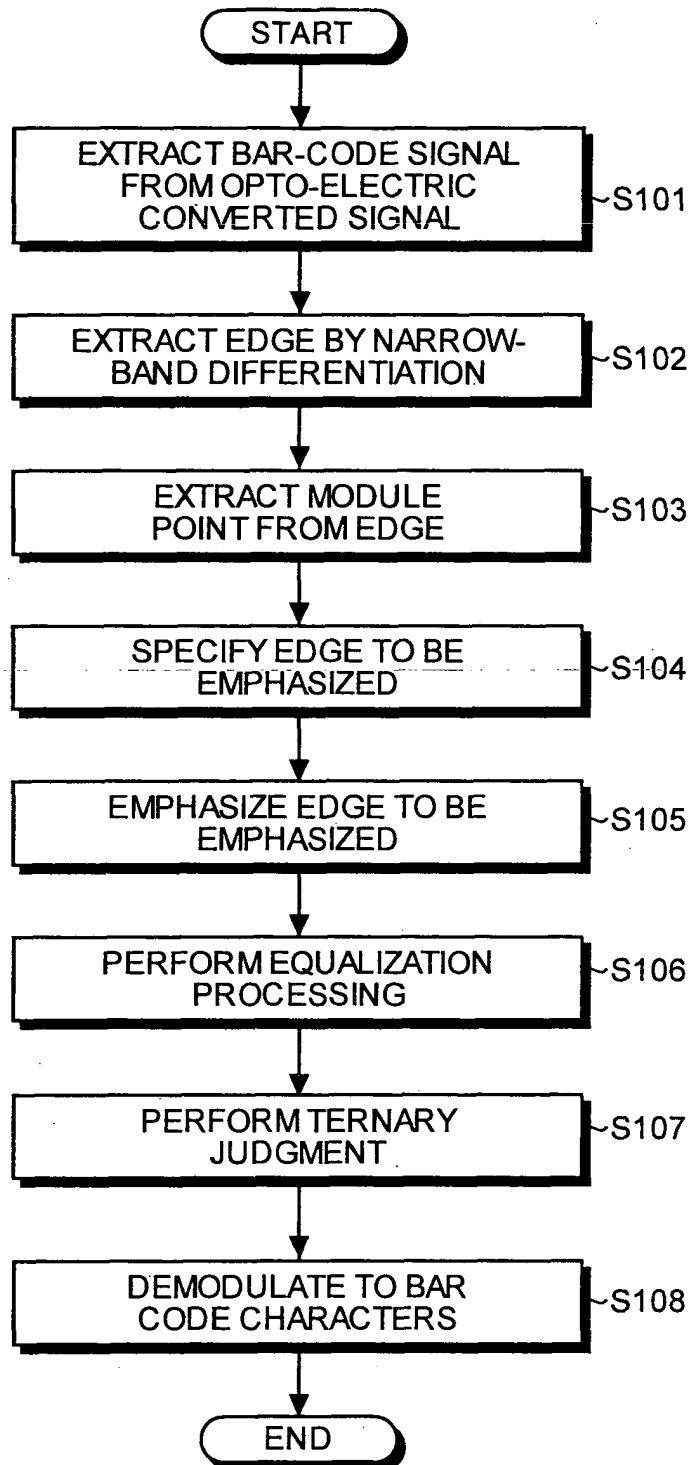 START
EXTRACT BAR-CODE SIGNAL
FROM OPTO-ELECTRIC
CONVERTED SIGNAL
S101
EXTRACT EDGE BY NARROW-
BAND DIFFERENTIATION
S102
EXTRACT MODULE
POINT FROM EDGE
S103
SPECIFY EDGE TO BE
EMPHASIZED
S104
EMPHASIZE EDGE TO BE
EMPHASIZED
S105
PERFORM EQUALIZATION
PROCESSING
S106
PERFORM TERNARY
JUDGMENT
S107
DEMODULATE TO BAR
CODE CHARACTERS
S108
END